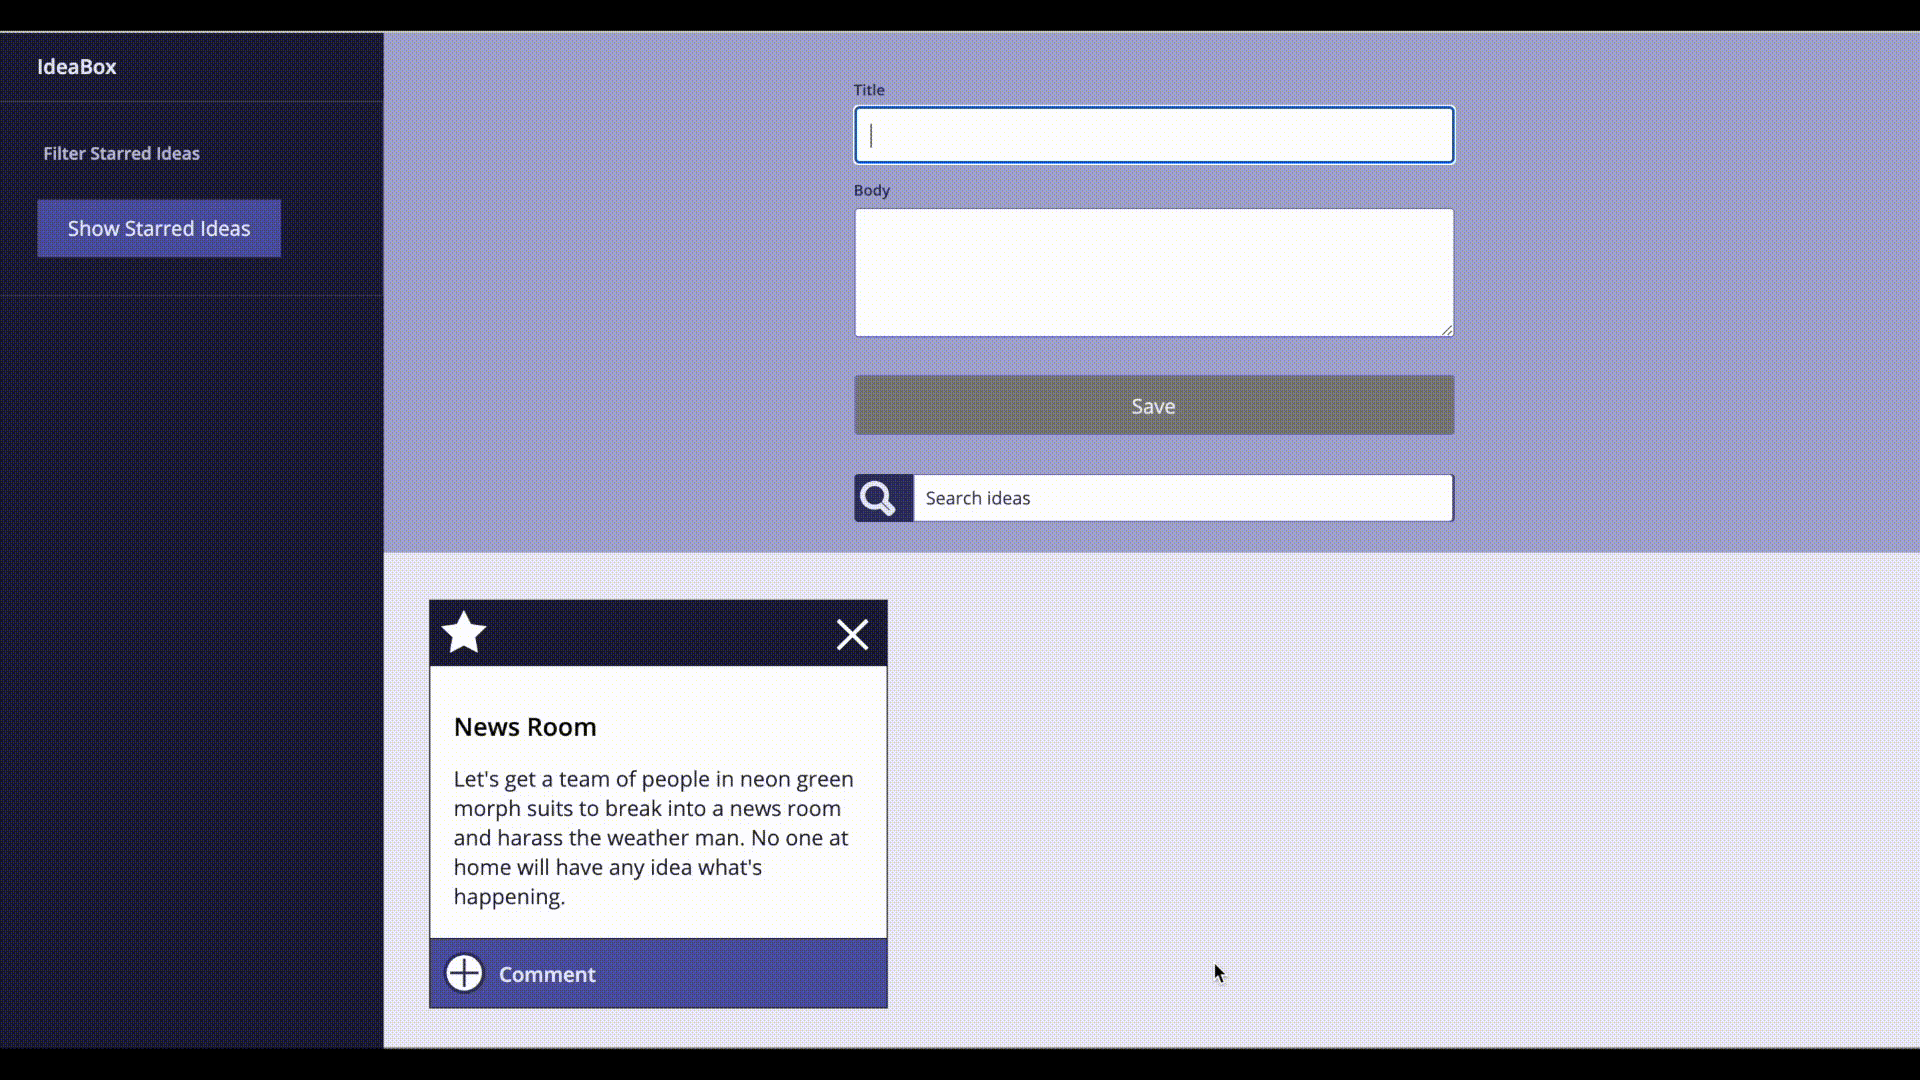 IdeaBox
Filter Starred Ideas
Show Starred Ideas
Title
Body
Save
Search ideas
News Room
Let's get a team of people in neon green
morph suits to break into a news room
and harass the weather man. No one at
home will have any idea what's
happening.
Comment